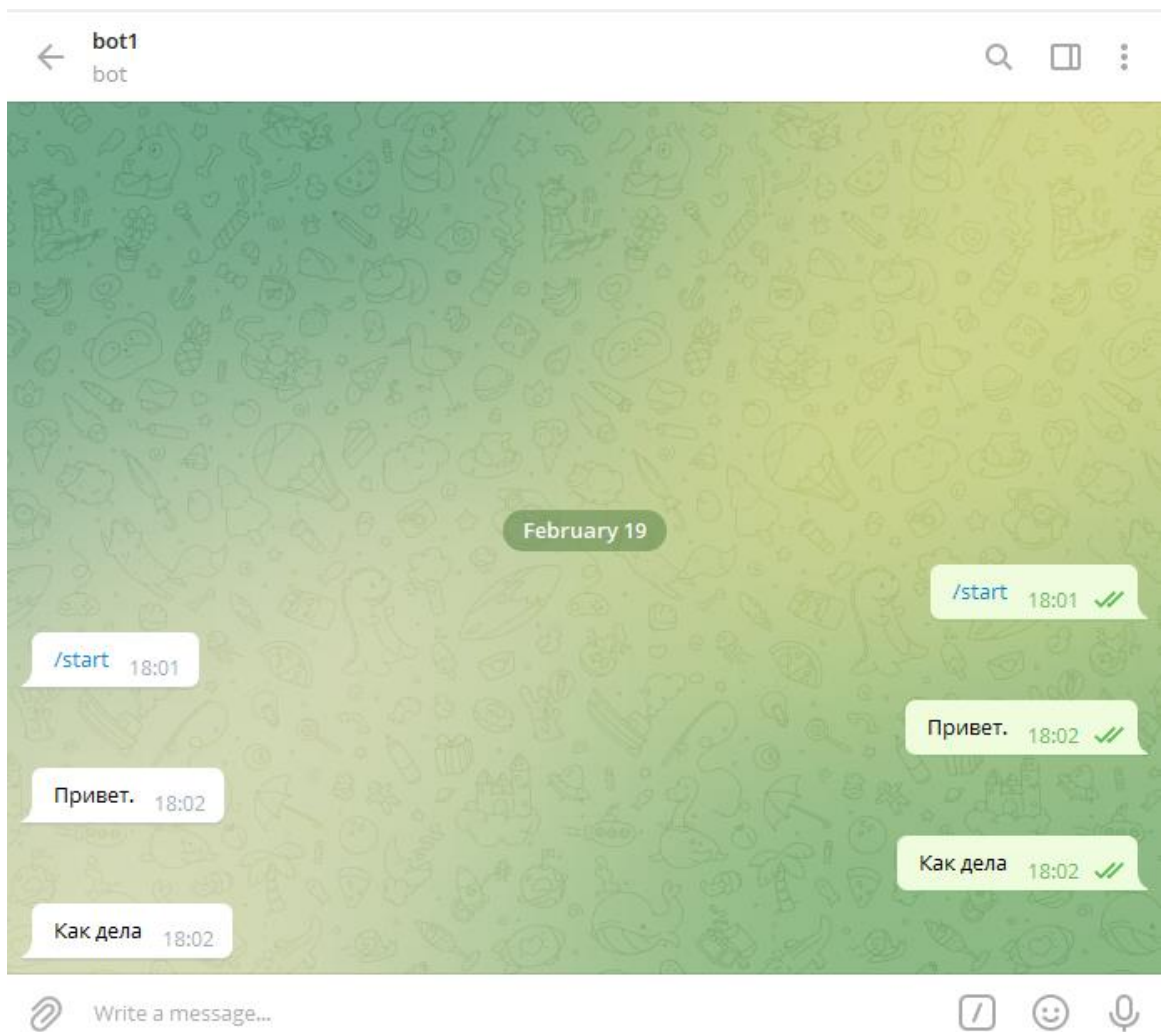 bot1
bot
February 19
/start 18:01
/start 18:01
Привет. 18:02
Привет. 18:02
Как дела 18:02
Как дела 18:02
Write a message...